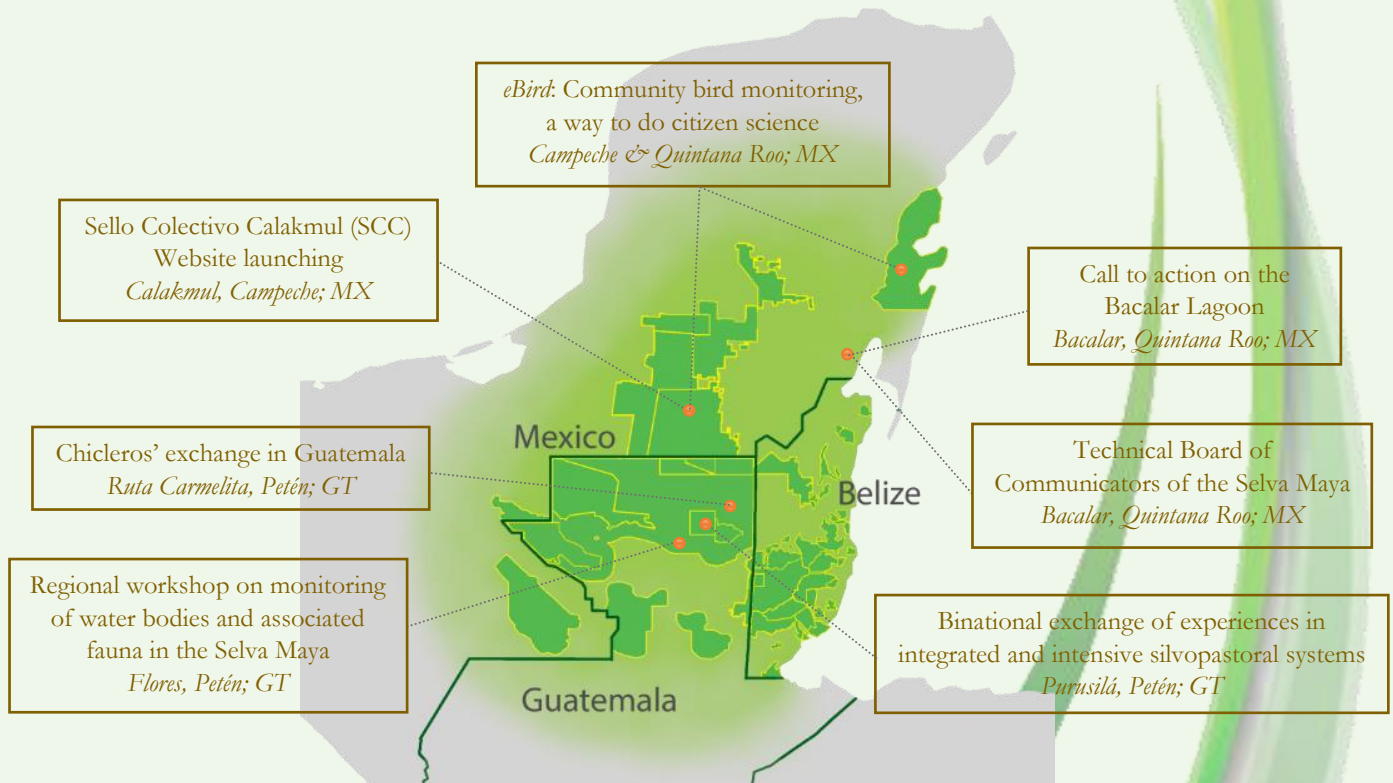 eBird: Community bird monitoring,
a way to do citizen science
Campeche & Quintana Roo; MX
Sello Colectivo Calakmul (SCC)
Website launching
Calakmul, Campeche; MX
Call to action on the
Bacalar Lagoon
Bacalar, Quintana Roo; MX
Mexico
Chicleros’ exchange in Guatemala
Ruta Carmelita, Petén; GT
Belize
Technical Board of
Communicators of the Selva Maya
Bacalar, Quintana Roo; MX
Regional workshop on monitoring
of water bodies and associated
fauna in the Selva Maya
Flores, Petén; GT
Binational exchange of experiences in
integrated and intensive silvopastoral systems
Purusilá, Petén; GT
Guatemala